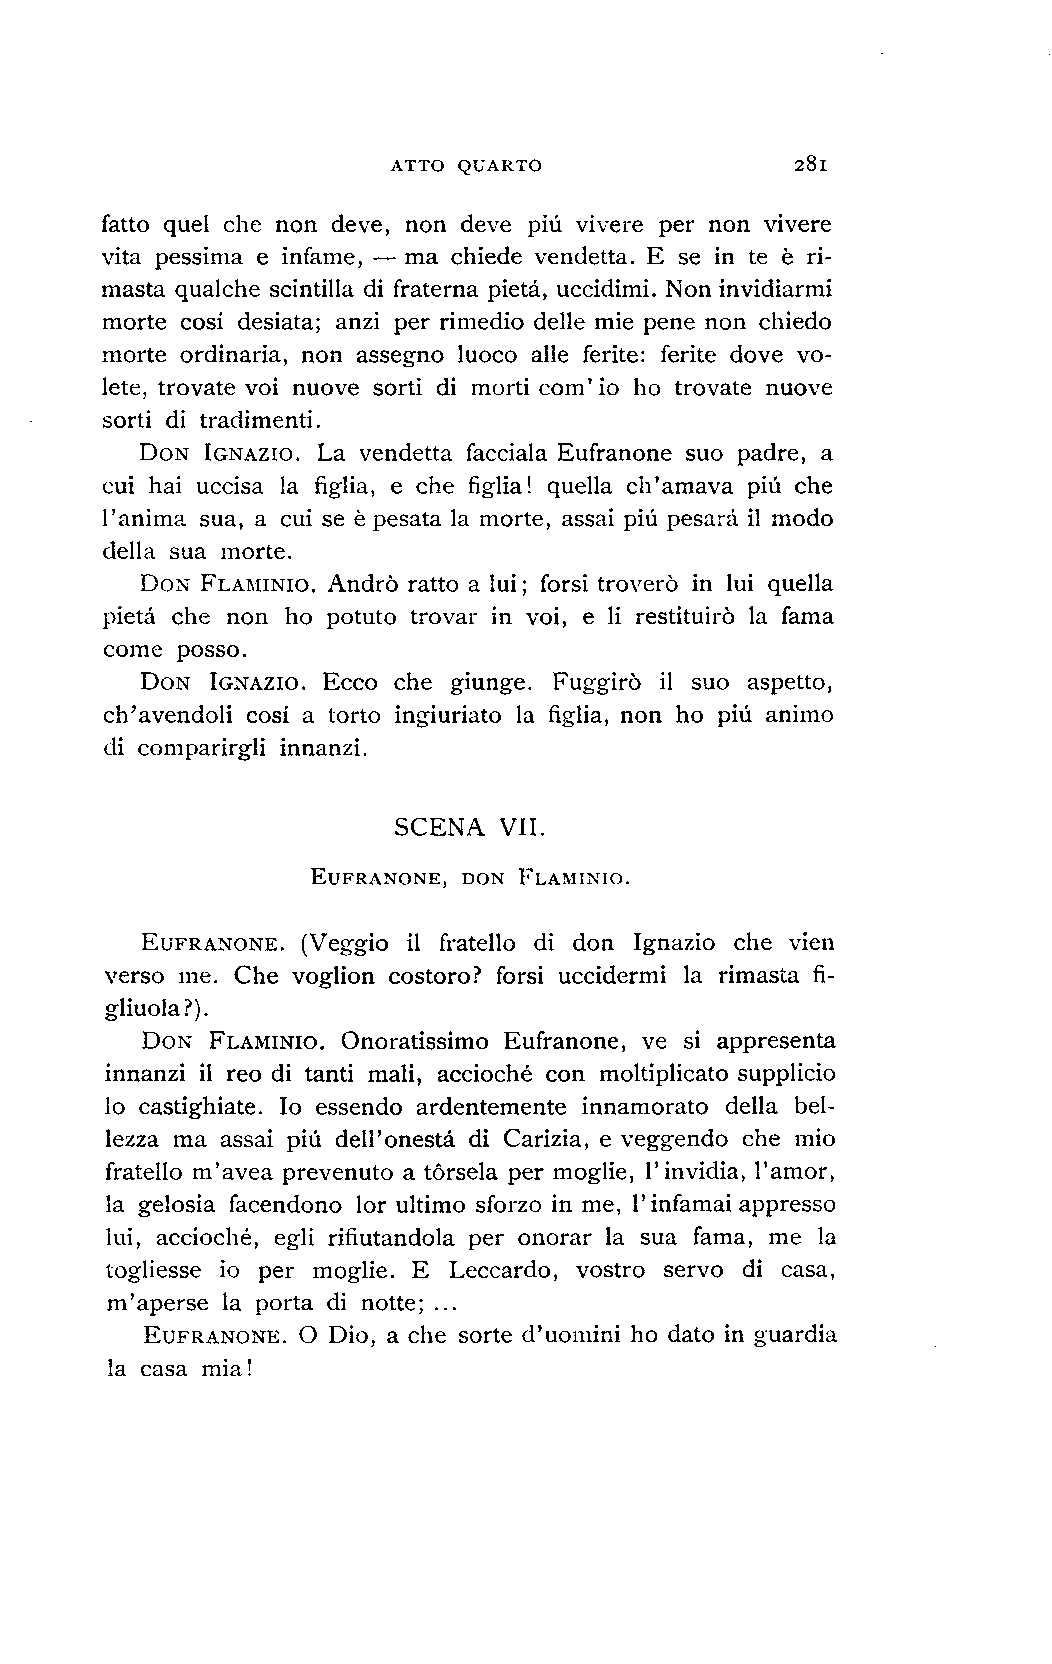 ATTO QUARTO 281
fatto quel che non deve, non deve piú vivere per non vivere
vita pessima e infame, — ma chiede vendetta. E se in te è ri-
masta qualche scintilla di fraterna pietá, uccidimi. Non invidiarmi
morte cosí desiata; anzi per rimedio delle mie pene non chiedo
morte ordinaria, non assegno luoco alle ferite: ferite dove vo-
lete, trovate voi nuove sorti di morti com' io ho trovate nuove
sorti di tradimenti.
DON IGNAZIO. La vendetta facciala Eufranone suo padre, a
cui hai uccisa la figlia, e che figlia! quella ch'amava piú che
l'anima sua, a cui se è pesata la morte, assai piú pesará il modo
della sua morte.
DON FLAMINIO. Andrò ratto a lui; forsi troverò in lui quella
pietá che non ho potuto trovar in voi, e li restituirò la fama
come posso.
DON IGNAZIO. Ecco che giunge. Fuggirò il suo aspetto,
ch'avendoli cosí a torto ingiuriato la figlia, non ho piú animo
di comparirgli innanzi.
SCENA VII.
EUFRANONE, DON FLAMINIO.
EUFRANONE. (Veggio il fratello di don Ignazio che vien
verso me. Che voglion costoro? forsi uccidermi la rimasta fi-
gliuola?).
DON FLAMINIO. Onoratissimo Eufranone, ve si appresenta
innanzi il reo di tanti mali, accioché con moltiplicato supplicio
lo castighiate. Io essendo ardentemente innamorato della bel-
lezza ma assai piú dell'onestá di Carizia, e veggendo che mio
fratello m'avea prevenuto a tôrsela per moglie, l' invidia, l'amor,
la gelosia facendono lor ultimo sforzo in me, l' infamai appresso
lui, accioché, egli rifiutandola per onorar la sua fama, me la
togliesse io per moglie. E Leccardo, vostro servo di casa,
m'aperse la porta di notte; ...
EUFRANONE. O Dio, a che sorte d'uomini ho dato in guardia
la casa mia!